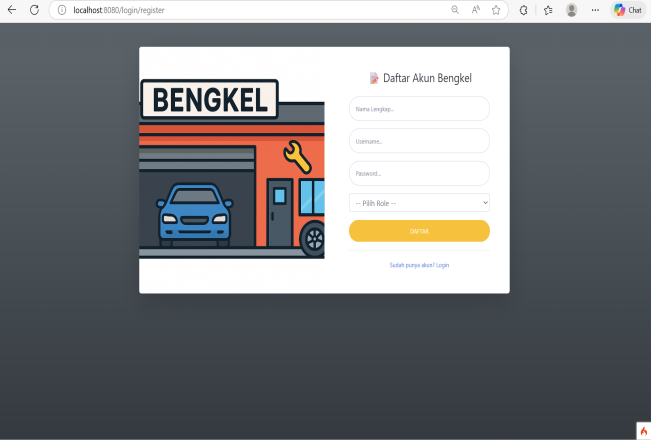 localhost:8080/login/register
Chat
BENGKEL
Daftar Akun Bengkel
Nama Lengkap...
Username...
Password...
-- Pilih Role --
DAFTAR
Sudah punya akun? Login